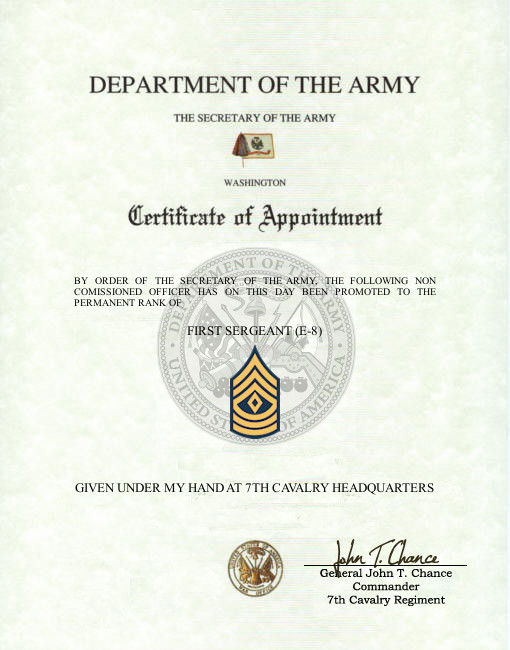 DEPARTMENT OF THE ARMY
THE SECRETARY OF THE ARMY
WASHINGTON
Certificate of Appointment
BY ORDER OF THE SECRETARY OF THE ARMY, THE FOLLOWING NON
COMISSIONED OFFICER HAS ON THIS DAY BEEN PROMOTED TO THE
PERMANENT RANK OF
FIRST SERGEANT (E-8)
DEPARTMENT OF THE ARMY
UNITED STATES OF AMERICA
GIVEN UNDER MY HAND AT 7TH CAVALRY HEADQUARTERS
John T. Chance
General John T. Chance
Commander
7th Cavalry Regiment